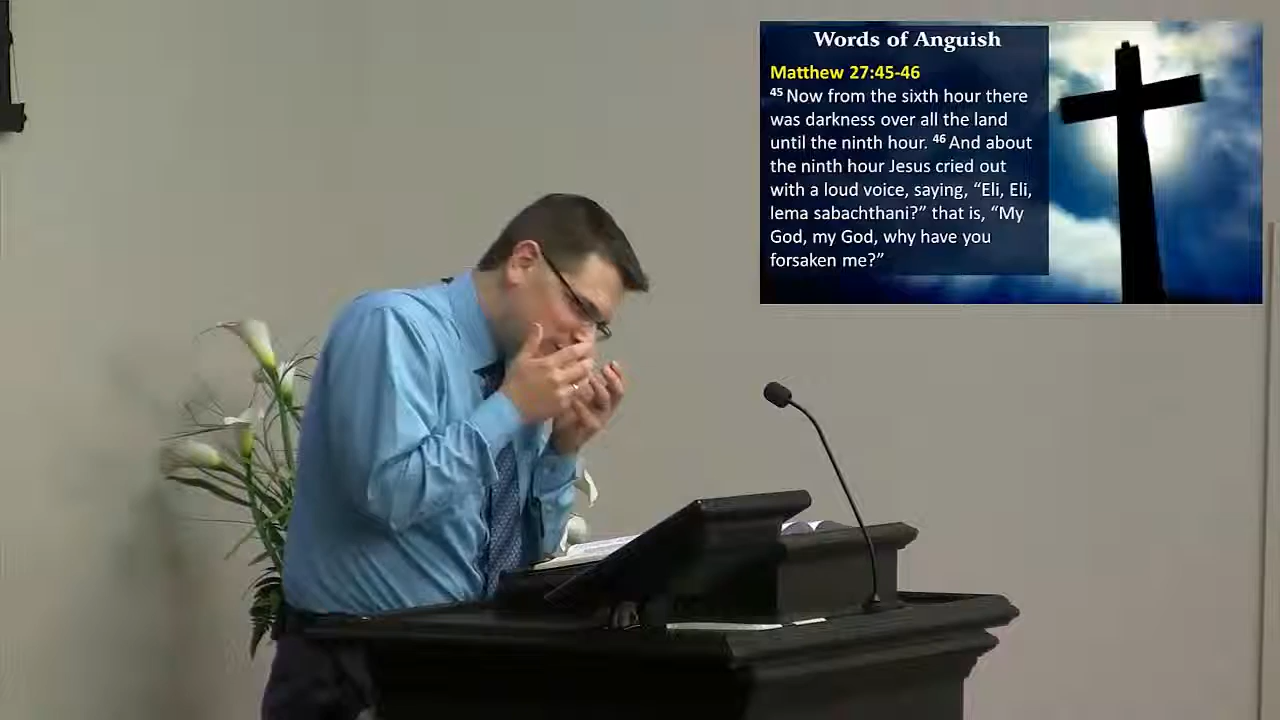 Words of Anguish
Matthew 27:45-46
45 Now from the sixth hour there
was darkness over all the land
until the ninth hour. 46 And about
the ninth hour Jesus cried out
with a loud voice, saying, “Eli, Eli,
lema sabachthani?” that is, “My
God, my God, why have you
forsaken me?”